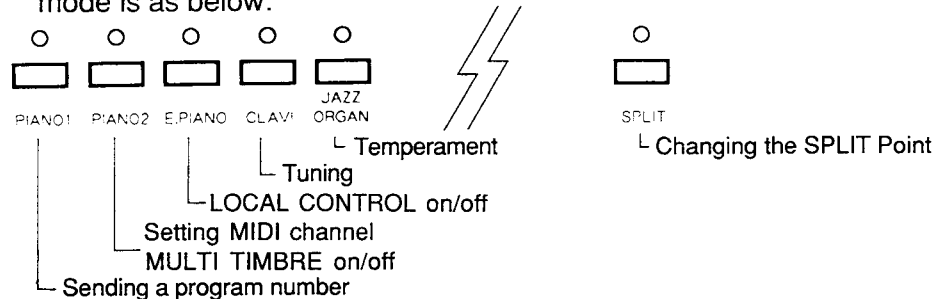 mode is as below.
PIANO1 PIANO2 E.PIANO CLAVI JAZZ ORGAN SPLIT
Temperament
Changing the SPLIT Point
Tuning
LOCAL CONTROL on/off
Setting MIDI channel
MULTI TIMBRE on/off
Sending a program number